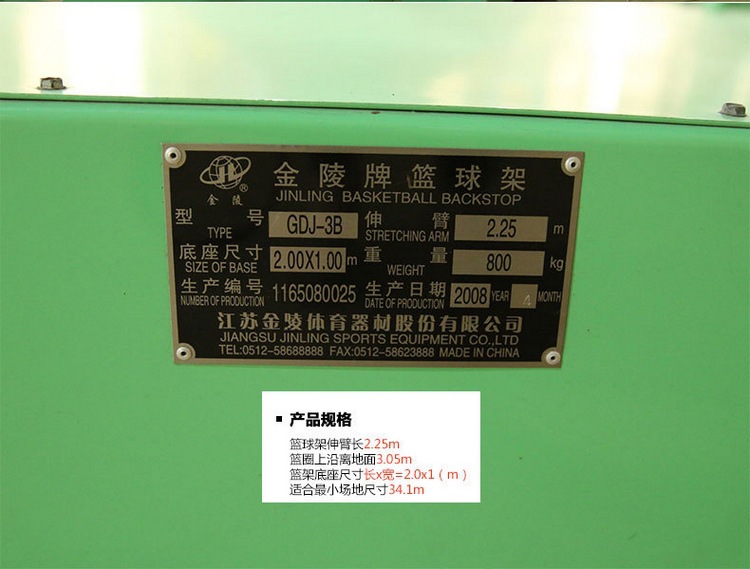 金陵牌篮球架
JINLING BASKETBALL BACKSTOP
金陵 ®
型号 GDJ-3B 伸臂 2.25 m
TYPE STRETCHING ARM
底座尺寸 2.00X1.00 m 重量 800 kg
SIZE OF BASE WEIGHT
生产编号 1165080025 生产日期 2008 YEAR 4 MONTH
NUMBER OF PRODUCTION DATE OF PRODUCTION
江苏金陵体育器材股份有限公司
JIANGSU JINLING SPORTS EQUIPMENT CO.,LTD
TEL:0512-58688888 FAX:0512-58623888 MADE IN CHINA
▪ 产品规格
篮球架伸臂长2.25m
篮圈上沿离地面3.05m
篮架底座尺寸长x宽=2.0x1（m）
适合最小场地尺寸34.1m